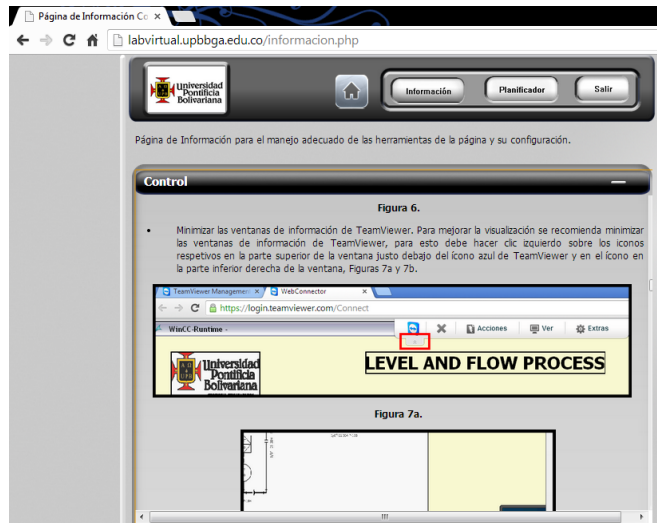 Página de Información Co
labvirtual.upbbga.edu.co/informacion.php
Universidad
Pontificia
Bolivariana
Información
Planificador
Salir
Página de Información para el manejo adecuado de las herramientas de la página y su configuración.
Control
Figura 6.
• Minimizar las ventanas de información de TeamViewer. Para mejorar la visualización se recomienda minimizar
las ventanas de información de TeamViewer, para esto debe hacer clic izquierdo sobre los iconos
respetivos en la parte superior de la ventana justo debajo del ícono azul de TeamViewer y en el ícono en
la parte inferior derecha de la ventana, Figuras 7a y 7b.
TeamViewer Managemen
WebConnector
https://login.teamviewer.com/Connect
WinCC-Runtime -
Acciones
Ver
Extras
Universidad
Pontificia
Bolivariana
LEVEL AND FLOW PROCESS
Figura 7a.